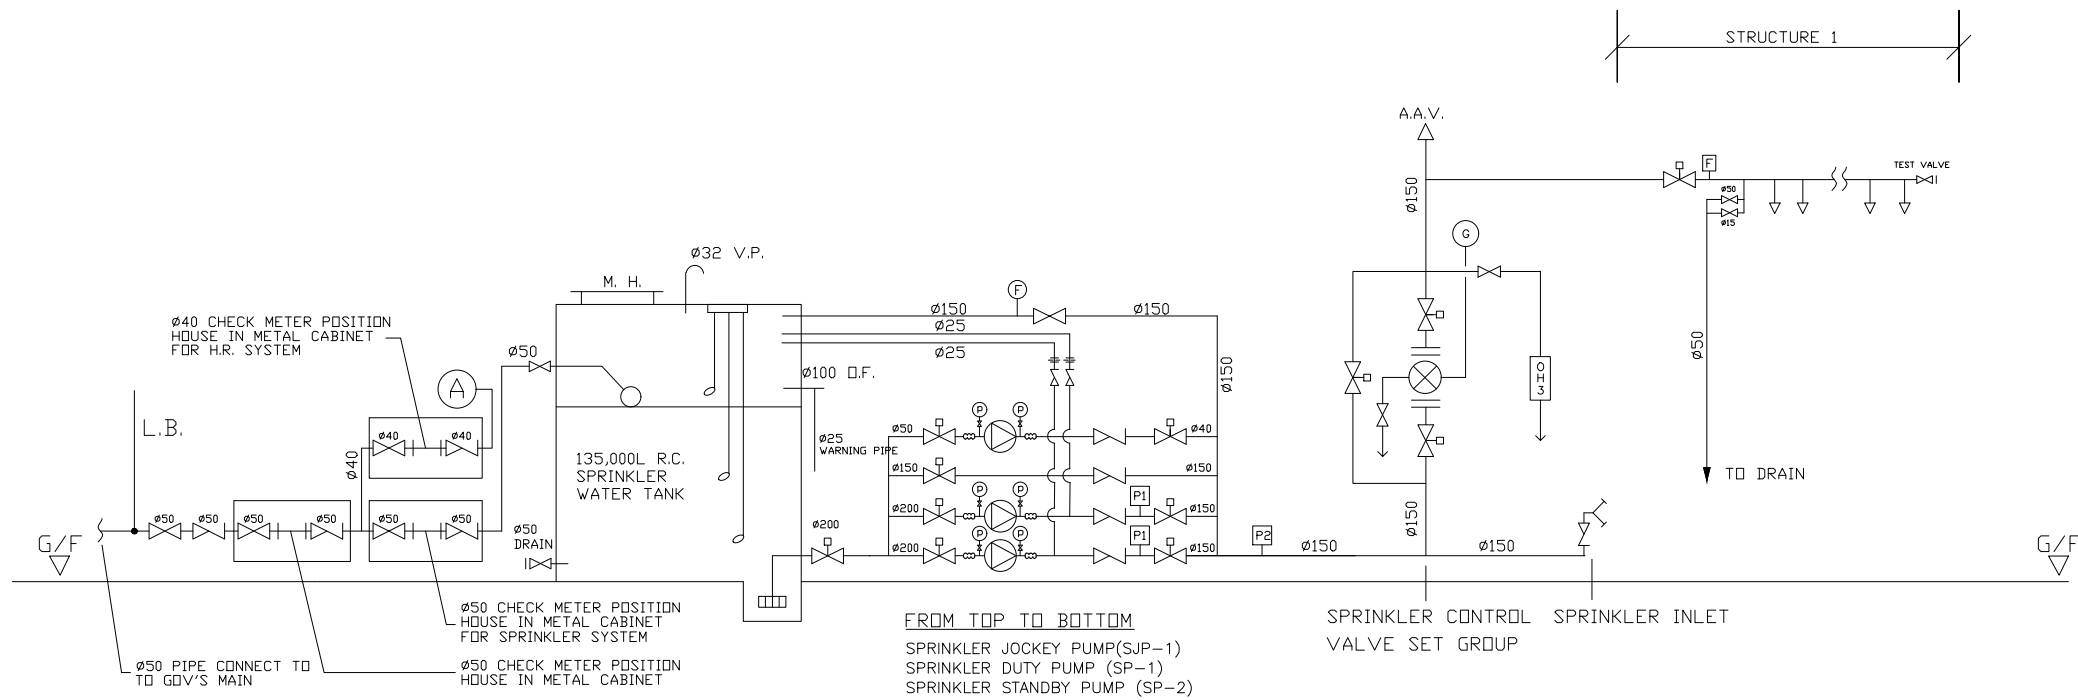 STRUCTURE 1
A.A.V.
F
TEST VALVE
ø50
ø15
ø150
G
ø32 V.P.
M. H.
F
ø150
ø150
ø25
ø25
ø40 CHECK METER POSITION
HOUSE IN METAL CABINET
FOR H.R. SYSTEM
ø50
ø100 O.F.
A
ø150
ø50
OH3
L.B.
ø40
ø40
ø40
ø25
WARNING PIPE
135,000L R.C.
SPRINKLER
WATER TANK
P
P
ø50
ø40
ø150
ø150
P
P
P1
ø200
ø150
P
P
P1
ø200
ø150
ø200
P2
ø150
ø150
ø150
TO DRAIN
G/F
ø50
ø50
ø50
ø50
ø50
ø50
ø50
DRAIN
G/F
ø50 CHECK METER POSITION
HOUSE IN METAL CABINET
FOR SPRINKLER SYSTEM
ø50 PIPE CONNECT TO
TO GOV'S MAIN
ø50 CHECK METER POSITION
HOUSE IN METAL CABINET
FROM TOP TO BOTTOM
SPRINKLER JOCKEY PUMP(SJP-1)
SPRINKLER DUTY PUMP (SP-1)
SPRINKLER STANDBY PUMP (SP-2)
SPRINKLER CONTROL
VALVE SET GROUP
SPRINKLER INLET